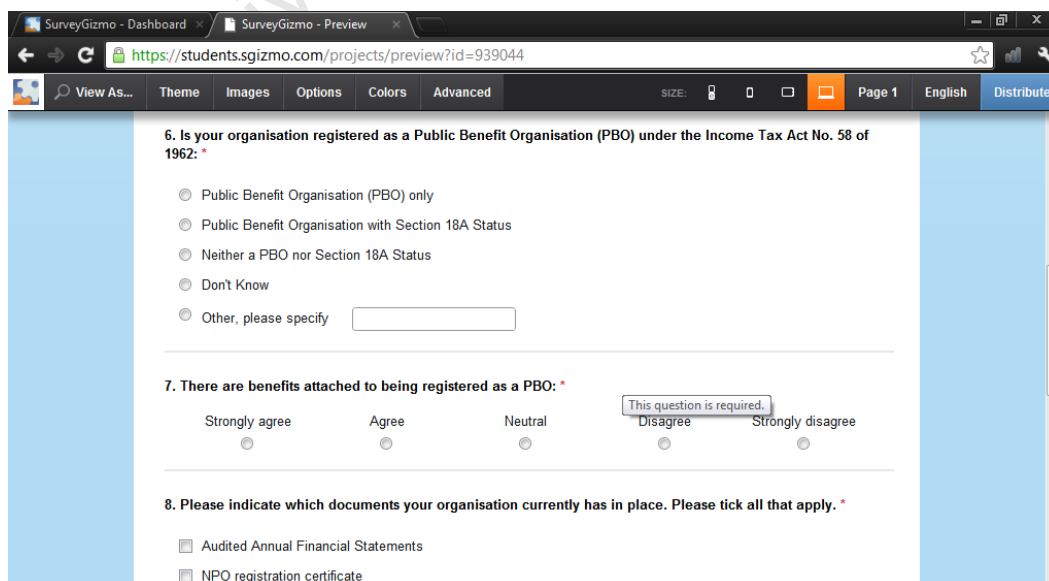 SurveyGizmo - Dashboard × SurveyGizmo - Preview ×
https://students.sgizmo.com/projects/preview?id=939044
View As... Theme Images Options Colors Advanced SIZE: Page 1 English Distribute
6. Is your organisation registered as a Public Benefit Organisation (PBO) under the Income Tax Act No. 58 of
1962: *
Public Benefit Organisation (PBO) only
Public Benefit Organisation with Section 18A Status
Neither a PBO nor Section 18A Status
Don't Know
Other, please specify
7. There are benefits attached to being registered as a PBO: *
This question is required.
Strongly agree Agree Neutral Disagree Strongly disagree
8. Please indicate which documents your organisation currently has in place. Please tick all that apply. *
Audited Annual Financial Statements
NPO registration certificate